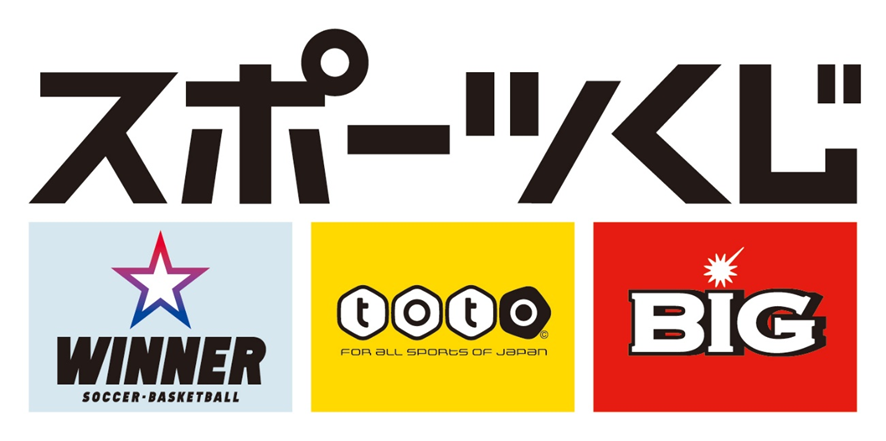 スポーツくじ
WINNER
SOCCER・BASKETBALL
toto©
FOR ALL SPORTS OF JAPAN
BIG